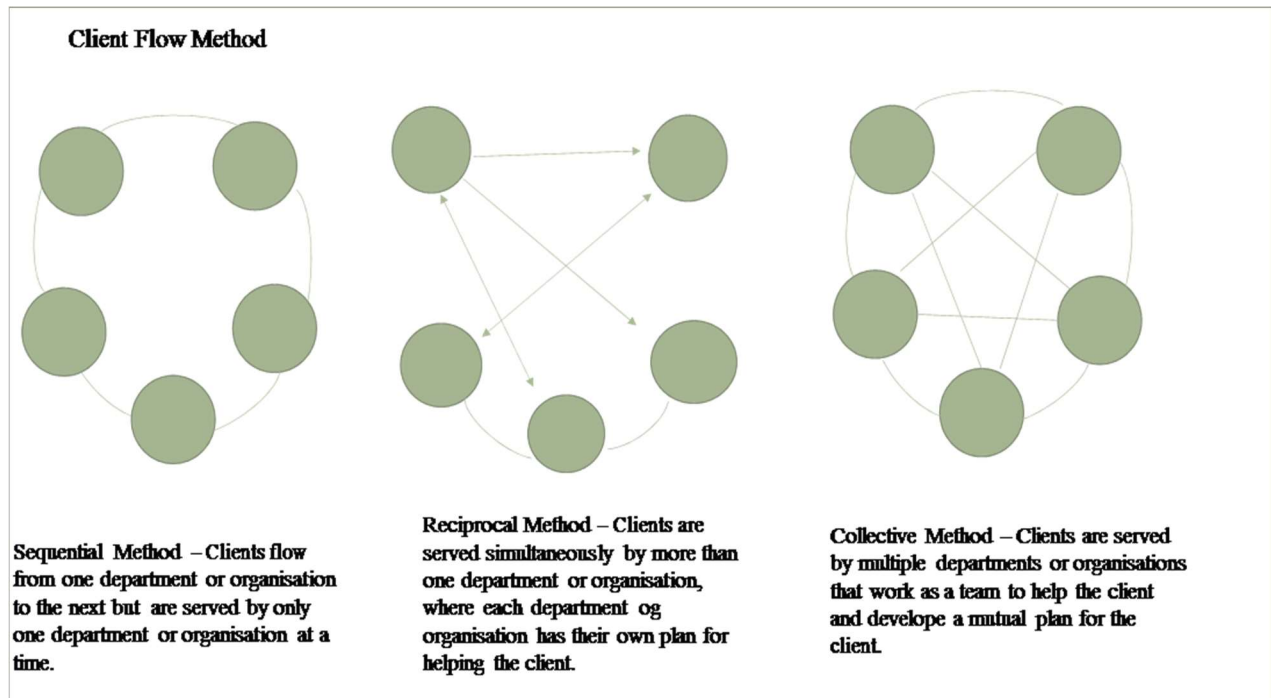 Client Flow Method
Sequential Method – Clients flow
from one department or organisation
to the next but are served by only
one department or organisation at a
time.
Reciprocal Method – Clients are
served simultaneously by more than
one department or organisation,
where each department og
organisation has their own plan for
helping the client.
Collective Method – Clients are served
by multiple departments or organisations
that work as a team to help the client
and develope a mutual plan for the
client.